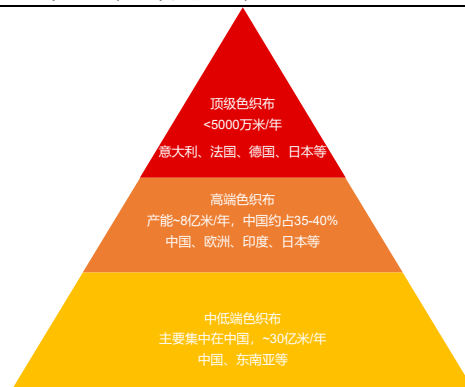 顶级色织布
<5000万米/年
意大利、法国、德国、日本等
高端色织布
产能~8亿米/年，中国约占35-40%
中国、欧洲、印度、日本等
中低端色织布
主要集中在中国，~30亿米/年
中国、东南亚等